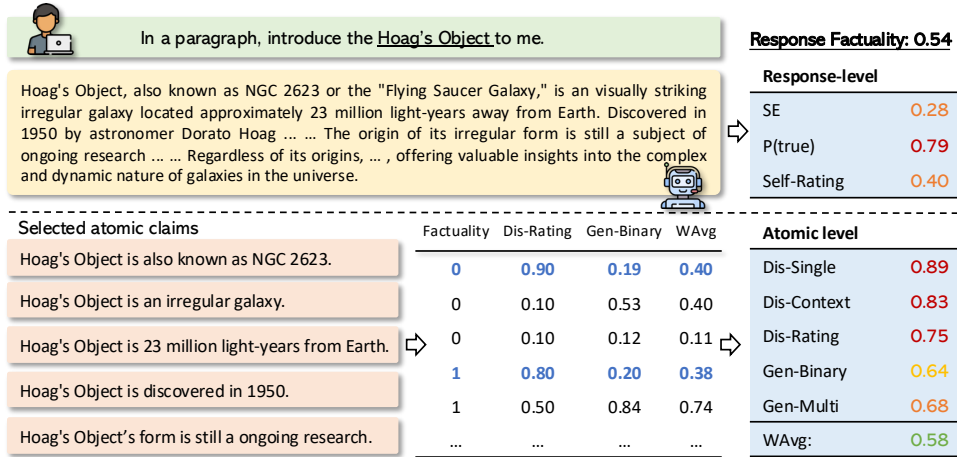 In a paragraph, introduce the Hoag's Object to me.
Response Factuality: 0.54
Hoag's Object, also known as NGC 2623 or the "Flying Saucer Galaxy," is an visually striking
irregular galaxy located approximately 23 million light-years away from Earth. Discovered in
1950 by astronomer Dorato Hoag ... ... The origin of its irregular form is still a subject of
ongoing research ... ... Regardless of its origins, ... , offering valuable insights into the complex
and dynamic nature of galaxies in the universe.
Response-level
SE 0.28
P(true) 0.79
Self-Rating 0.40
Selected atomic claims
Hoag's Object is also known as NGC 2623.
Hoag's Object is an irregular galaxy.
Hoag's Object is 23 million light-years from Earth.
Hoag's Object is discovered in 1950.
Hoag's Object’s form is still a ongoing research.
Factuality Dis-Rating Gen-Binary WAvg
0 0.90 0.19 0.40
0 0.10 0.53 0.40
0 0.10 0.12 0.11
1 0.80 0.20 0.38
1 0.50 0.84 0.74
... ... ... ...
Atomic level
Dis-Single 0.89
Dis-Context 0.83
Dis-Rating 0.75
Gen-Binary 0.64
Gen-Multi 0.68
WAvg: 0.58